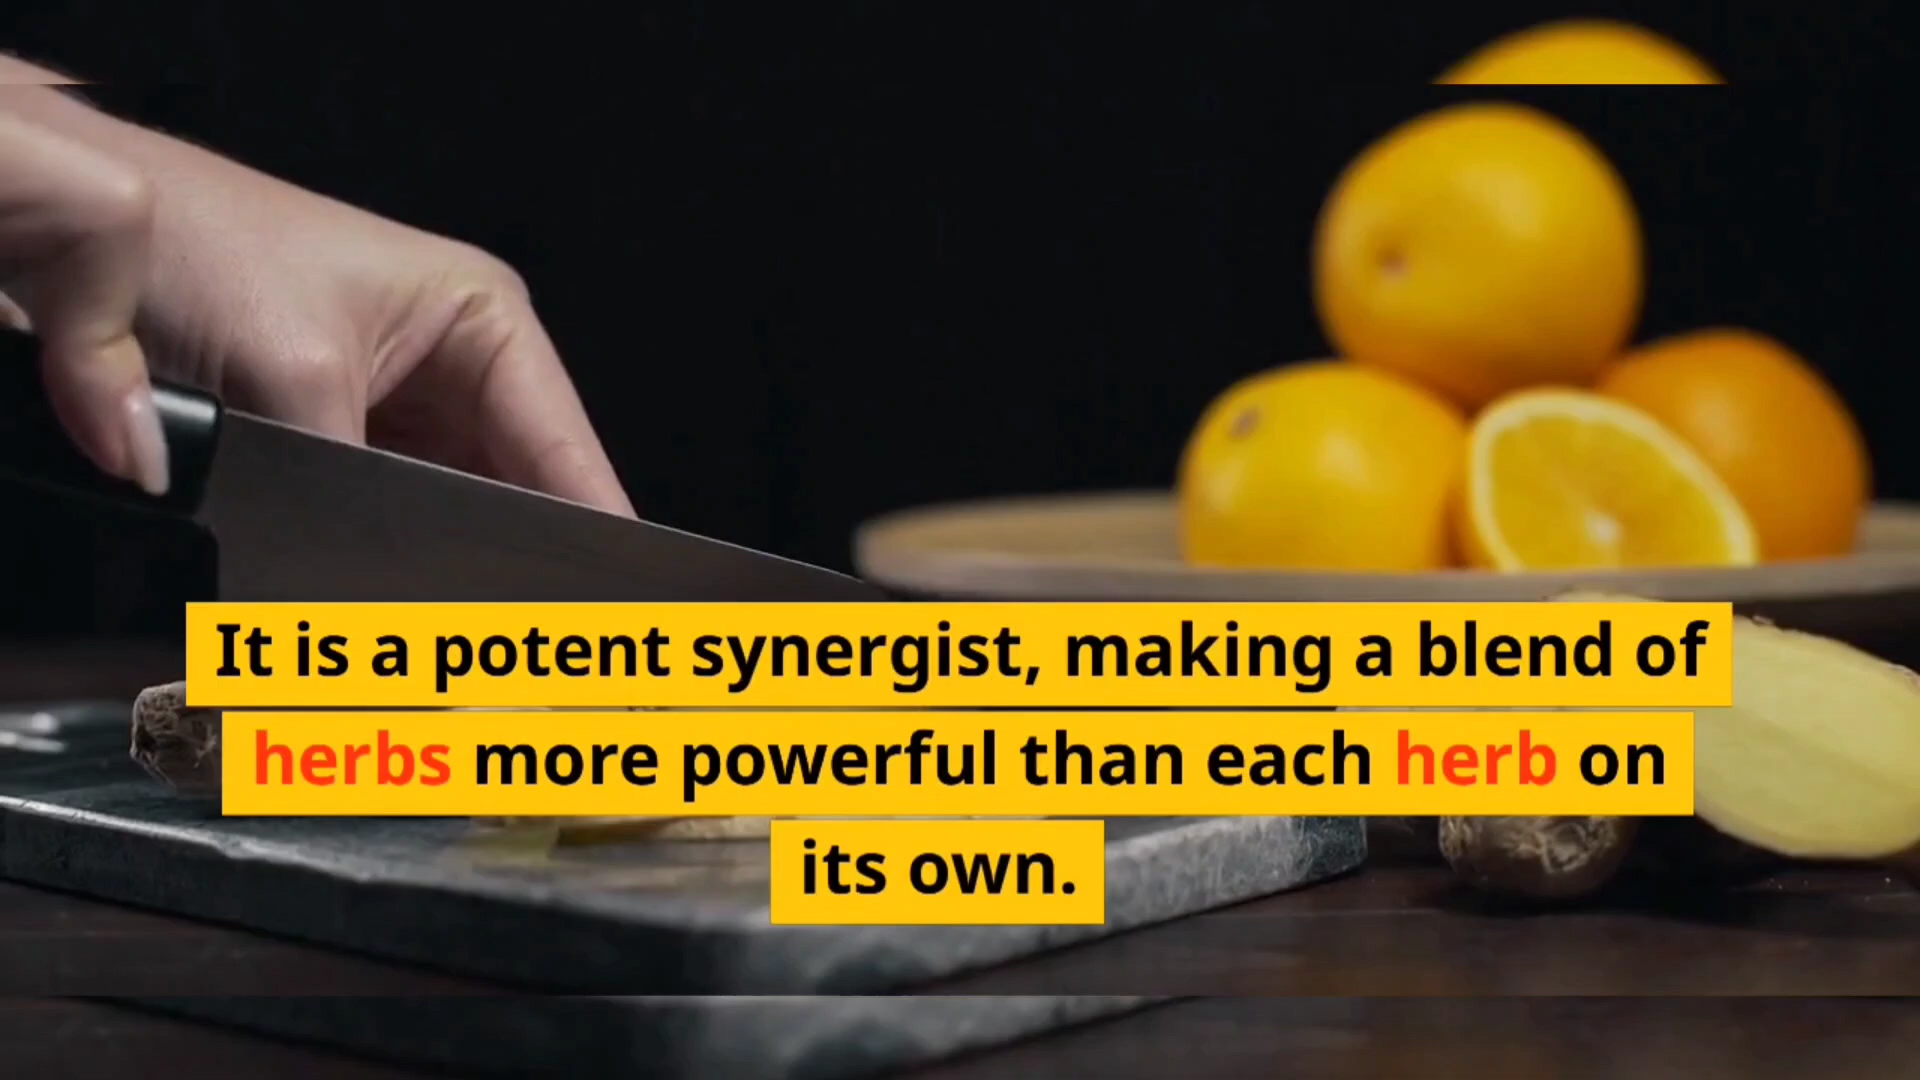 It is a potent synergist, making a blend of
herbs more powerful than each herb on
its own.